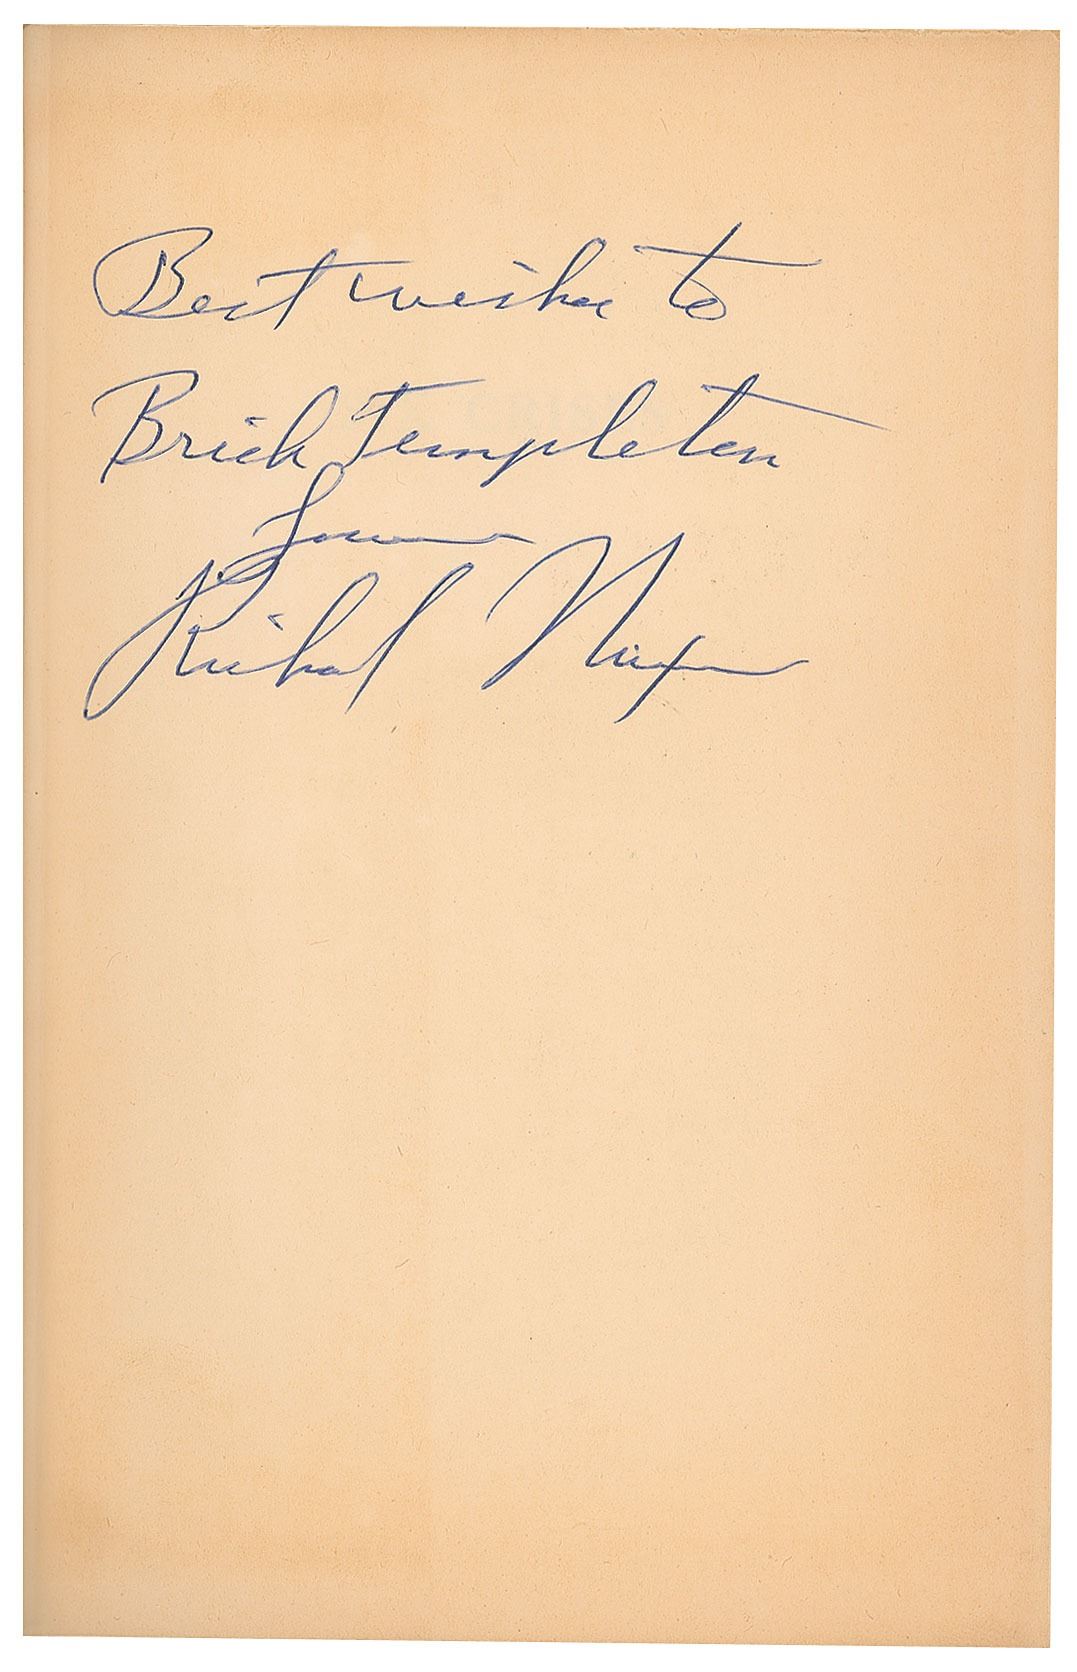 Best wishes to
Brick Templeton
from
Richard Nixon